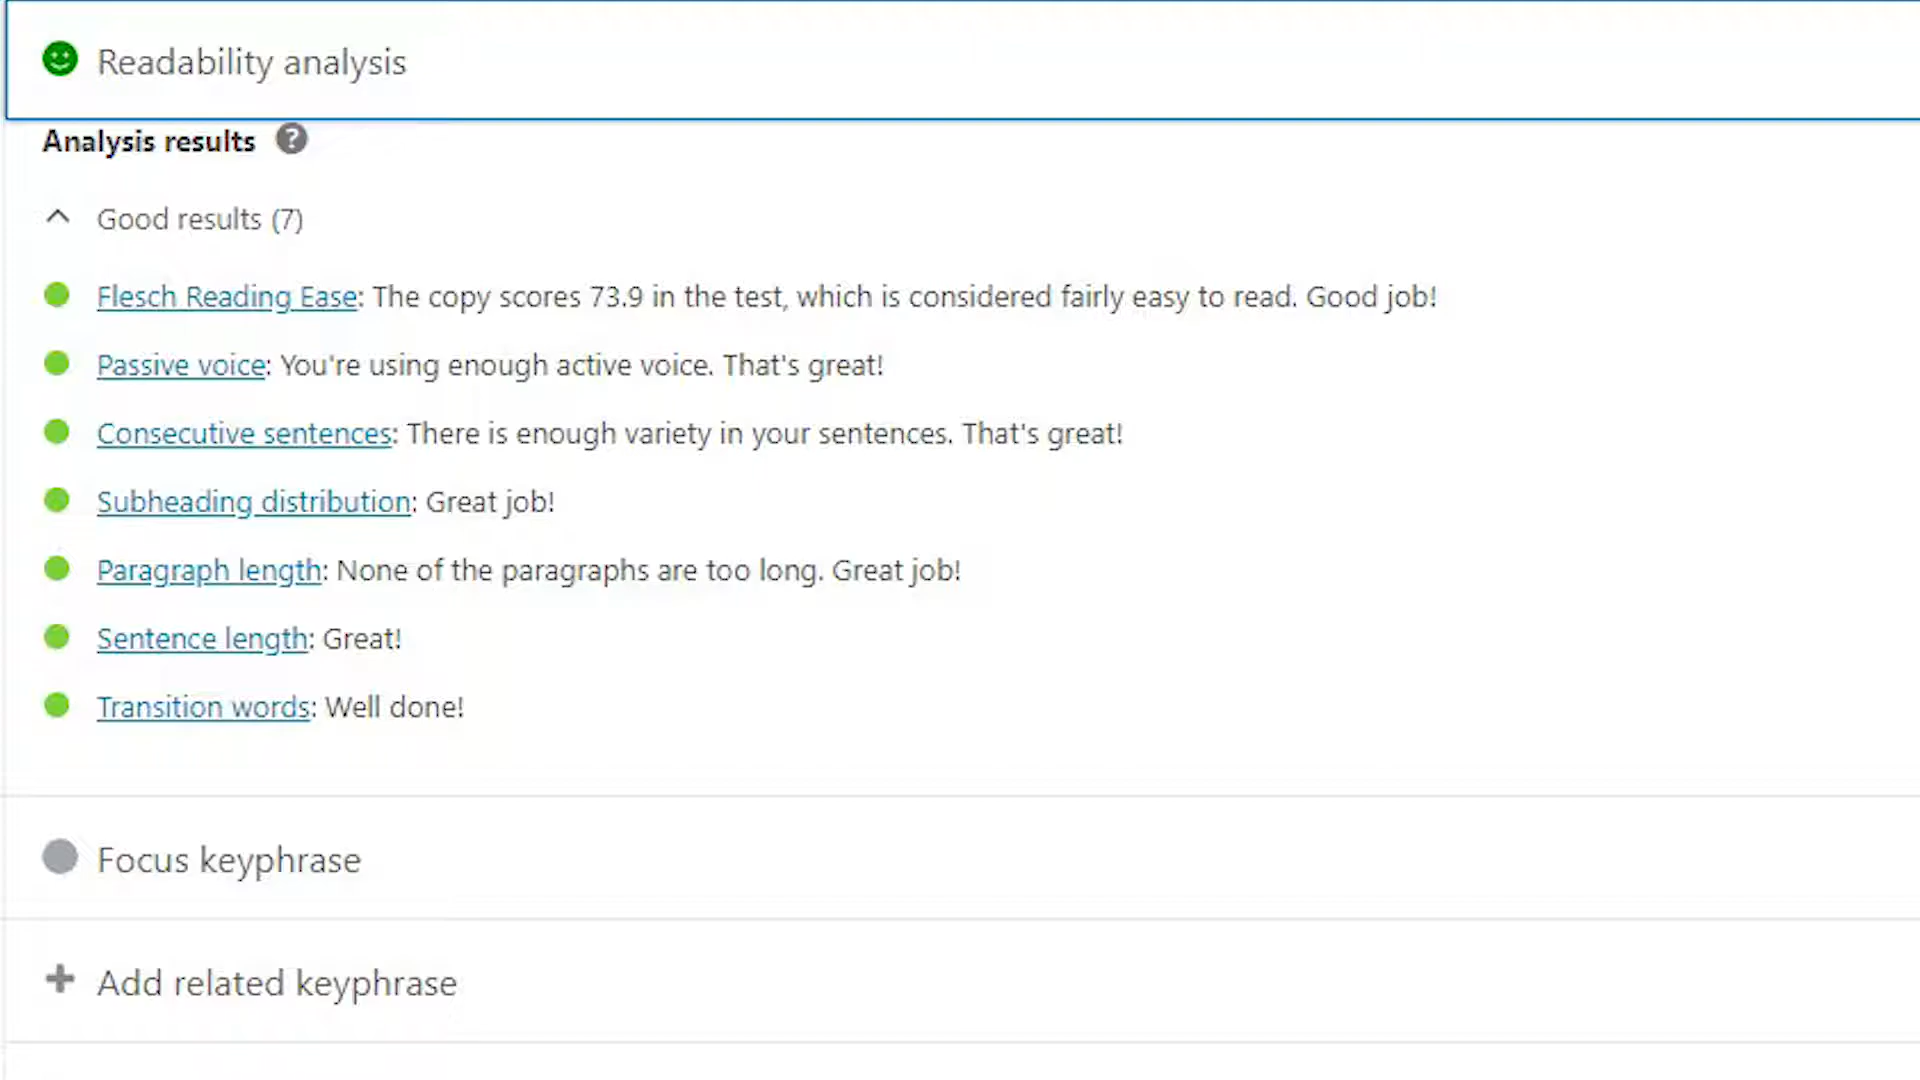 Readability analysis
Analysis results ?
Good results (7)
Flesch Reading Ease: The copy scores 73.9 in the test, which is considered fairly easy to read. Good job!
Passive voice: You're using enough active voice. That's great!
Consecutive sentences: There is enough variety in your sentences. That's great!
Subheading distribution: Great job!
Paragraph length: None of the paragraphs are too long. Great job!
Sentence length: Great!
Transition words: Well done!
Focus keyphrase
Add related keyphrase